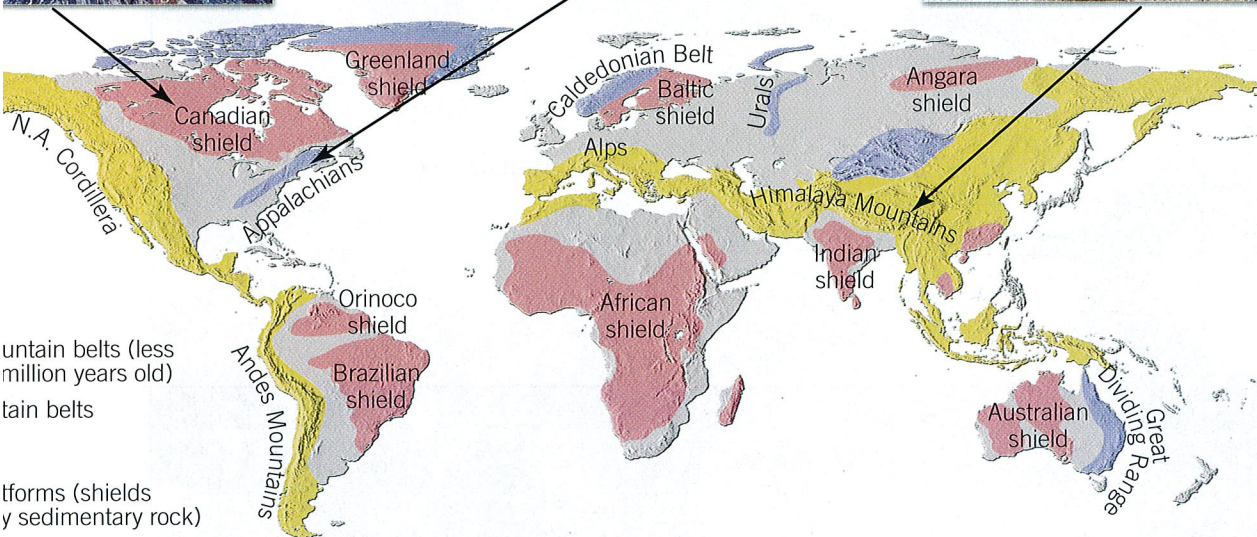 Greenland
shield
Canadian
shield
N.A. Cordillera
Appalachians
Caldedonian Belt
Baltic
shield
Urals
Angara
shield
Alps
Himalaya Mountains
Indian
shield
African
shield
Orinoco
shield
Brazilian
shield
Andes Mountains
Australian
shield
Great
Dividing Range
untain belts (less
million years old)
tain belts
tforms (shields
y sedimentary rock)